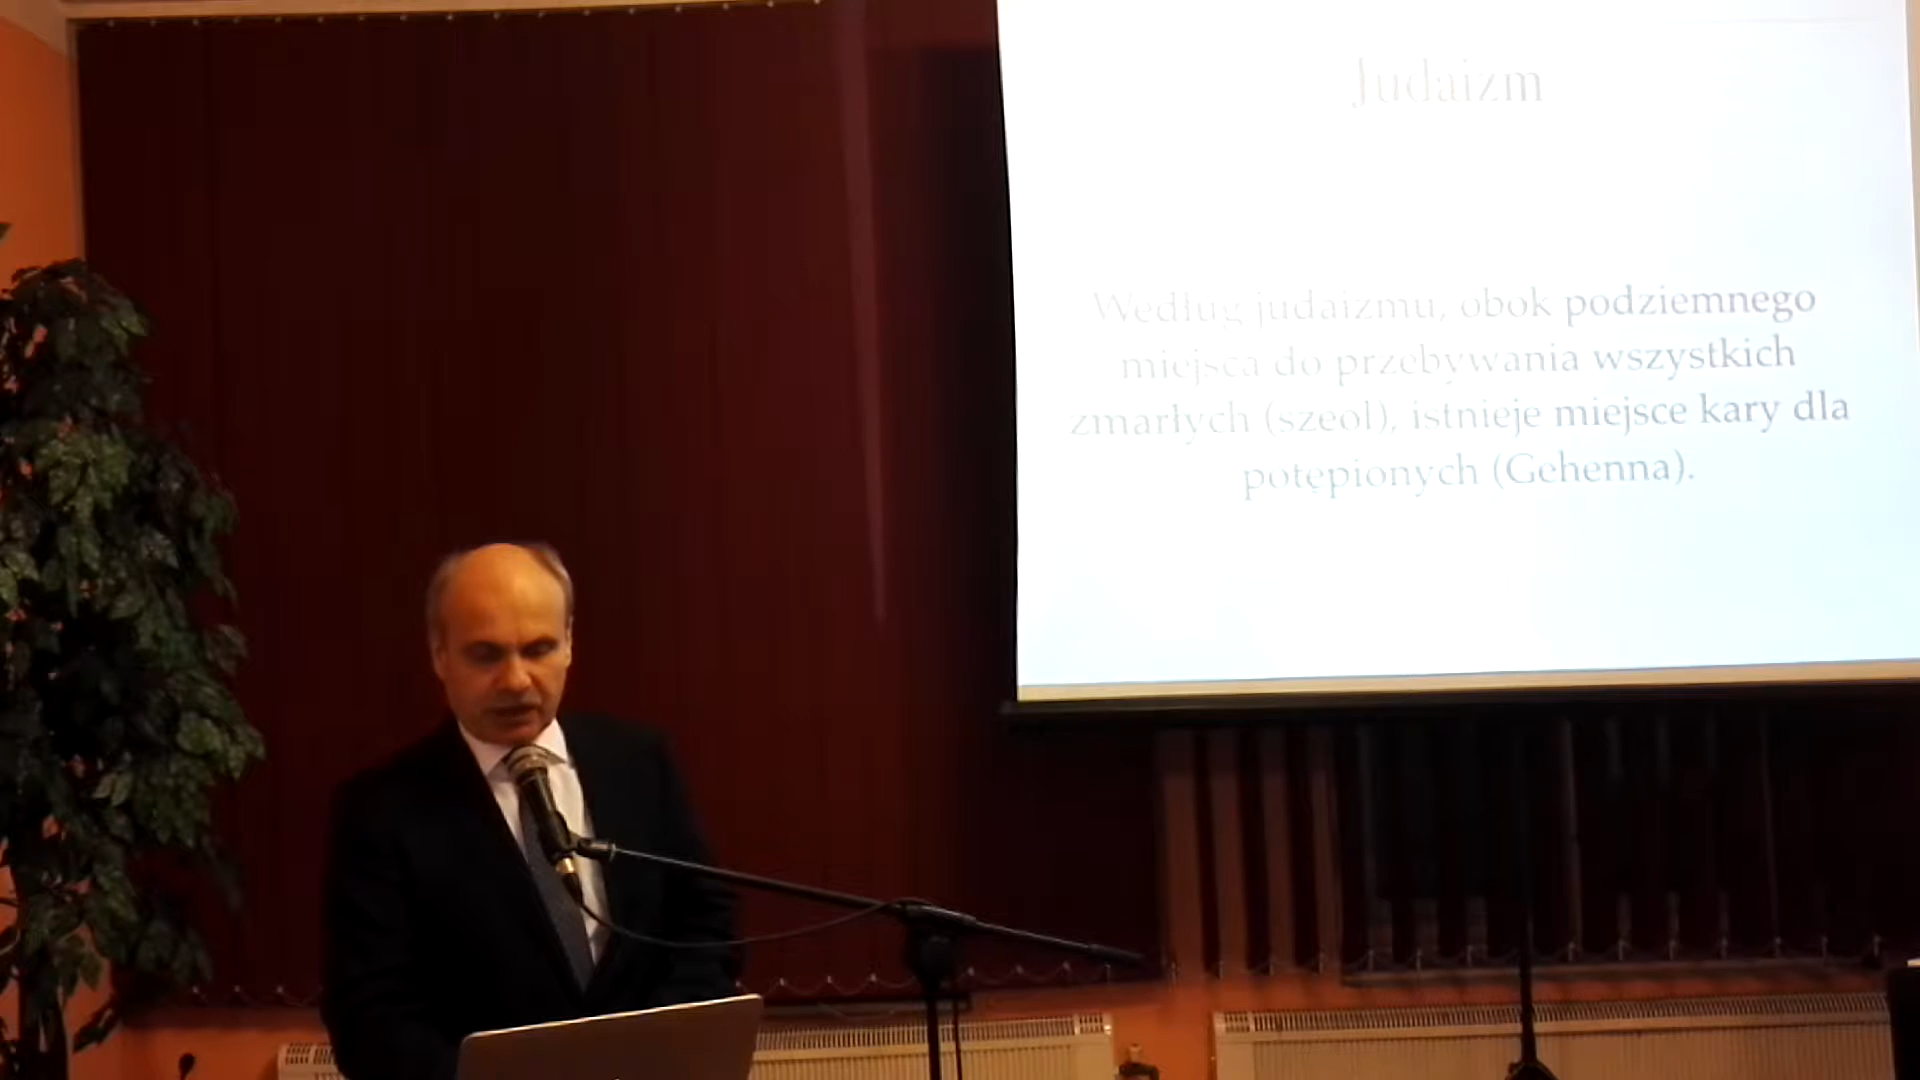 Judaizm
Według judaizmu, obok podziemnego
miejsca do przebywania wszystkich
zmarłych (szeol), istnieje miejsce kary dla
potępionych (Gehenna).